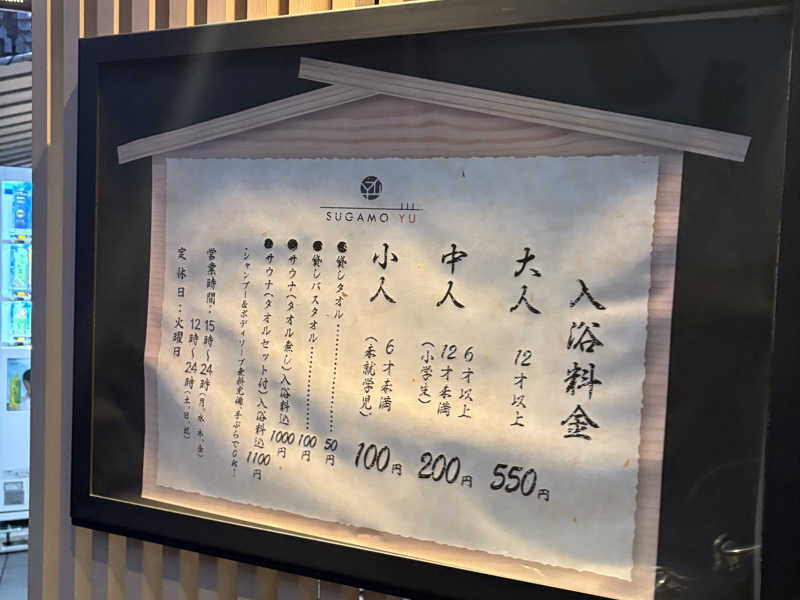 SUGAMO YU
入浴料金
大人 12才以上 550円
中人 6才以上
12才未満
(小学生) 200円
小人 6才未満
(未就学児) 100円
貸しタオル 50円
貸しバスタオル 100円
サウナ(タオル無し)入浴料込 1000円
サウナ(タオルセット付)入浴料込 1100円
・シャンプー&ボディソープ無料完備、手ぶらでOK!
営業時間:15時〜24時(月、水、木、金)
12時〜24時(土、日、祝)
定休日:火曜日